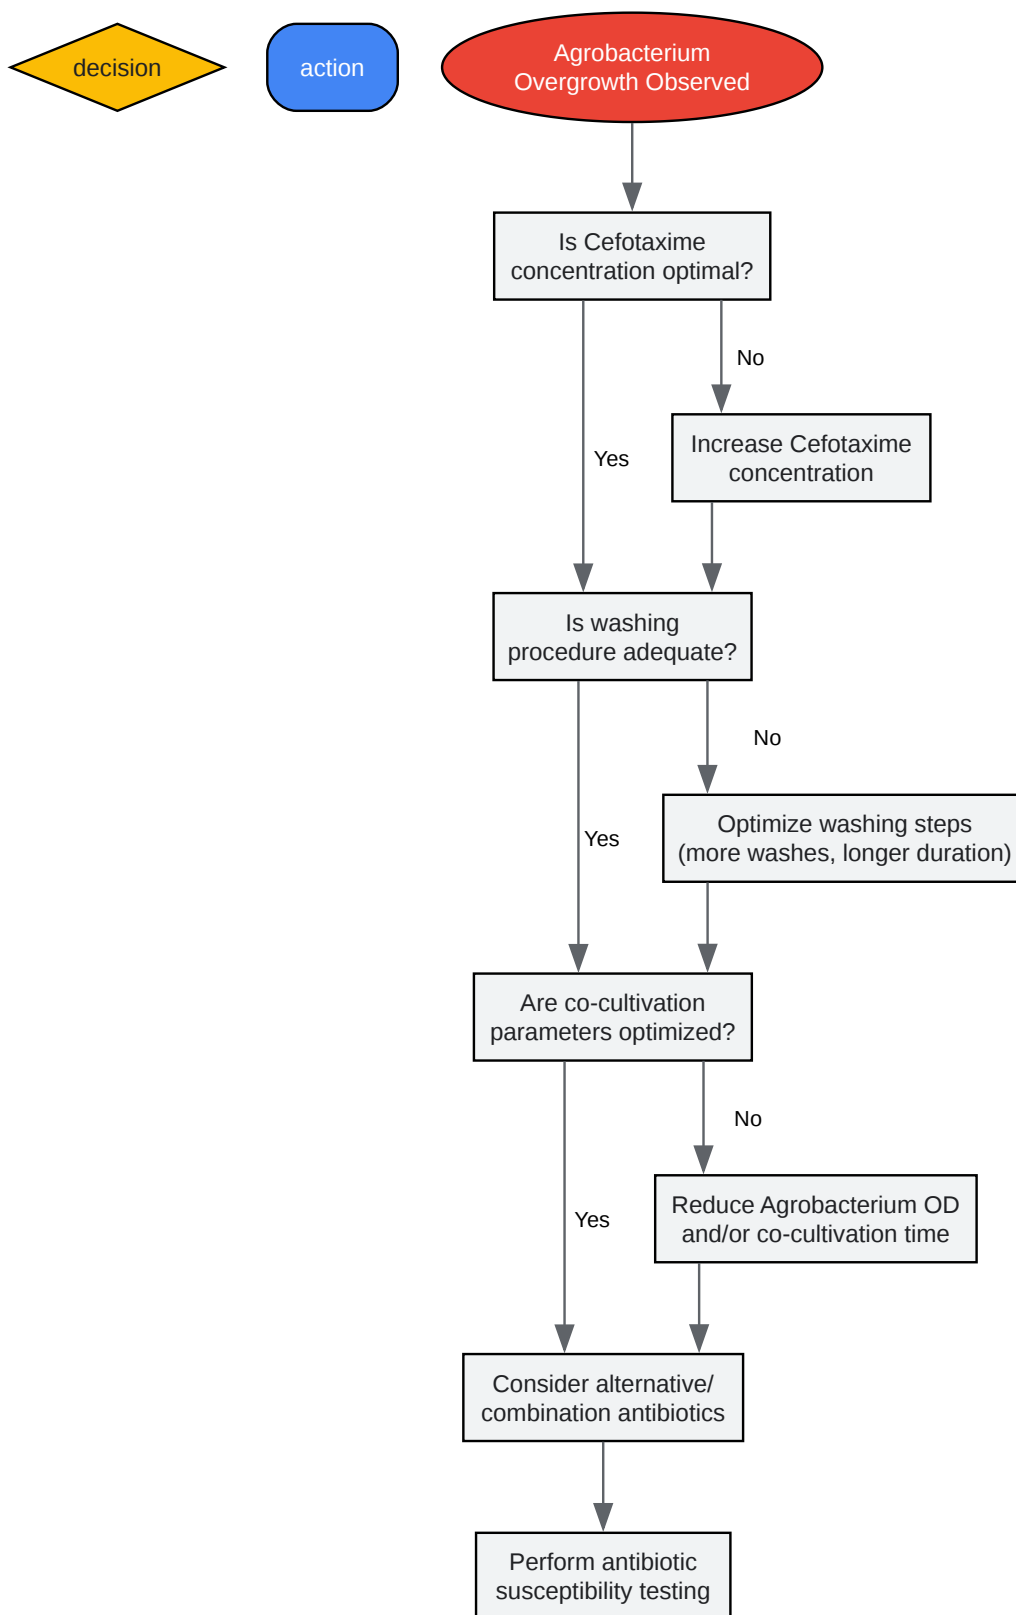 decision
action
Agrobacterium
Overgrowth Observed
Is Cefotaxime
concentration optimal?
No
Yes
Increase Cefotaxime
concentration
Is washing
procedure adequate?
No
Yes
Optimize washing steps
(more washes, longer duration)
Are co-cultivation
parameters optimized?
No
Yes
Reduce Agrobacterium OD
and/or co-cultivation time
Consider alternative/
combination antibiotics
Perform antibiotic
susceptibility testing